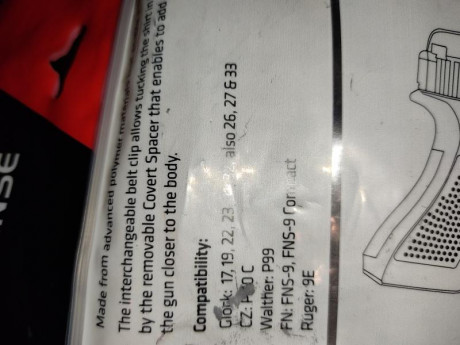 Made from advanced polymer
The interchangeable belt clip allows tucking the shirt in
by the removable Covert Spacer that enables to add
the gun closer to the body.
Compatibility:
Glock: 17, 19, 22, 23 also 26, 27 & 33
CZ: C
Walther: P99
FN: FNS-9, FNS-9 Compact
Ruger: 9E
NSE